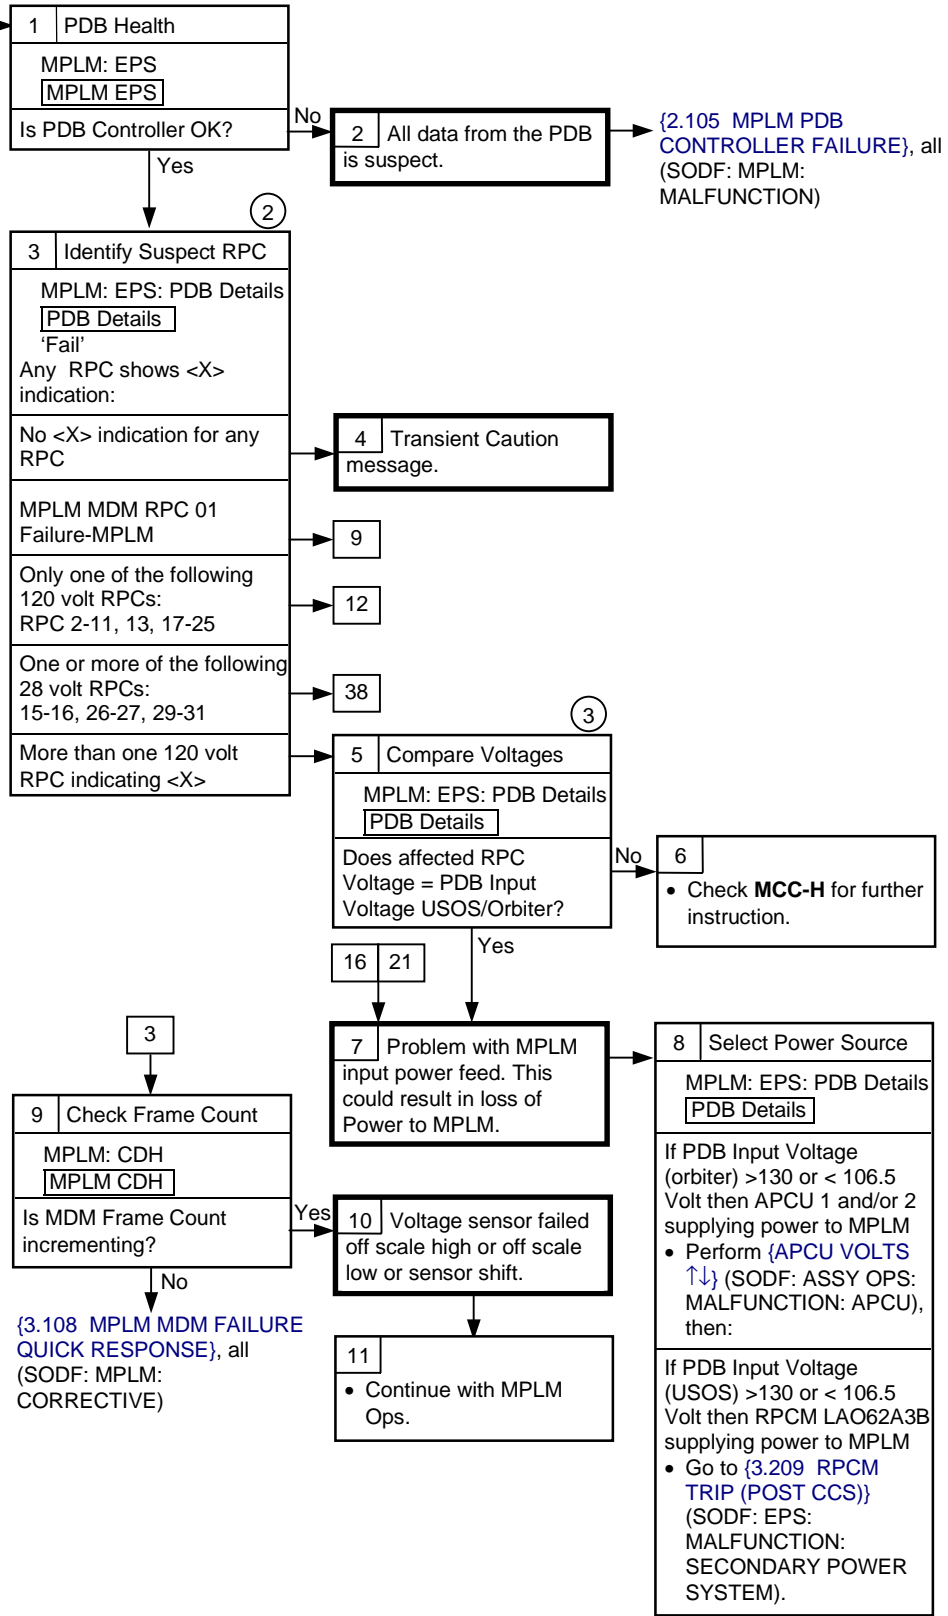 1 PDB Health
MPLM: EPS
MPLM EPS
Is PDB Controller OK?
No
Yes
2 All data from the PDB
is suspect.
{2.105 MPLM PDB
CONTROLLER FAILURE}, all
(SODF: MPLM:
MALFUNCTION)
2
3 Identify Suspect RPC
MPLM: EPS: PDB Details
PDB Details
‘Fail’
Any RPC shows <X>
indication:
No <X> indication for any
RPC
4 Transient Caution
message.
MPLM MDM RPC 01
Failure-MPLM
9
Only one of the following
120 volt RPCs:
RPC 2-11, 13, 17-25
12
One or more of the following
28 volt RPCs:
15-16, 26-27, 29-31
38
More than one 120 volt
RPC indicating <X>
3
5 Compare Voltages
MPLM: EPS: PDB Details
PDB Details
Does affected RPC
Voltage = PDB Input
Voltage USOS/Orbiter?
No
Yes
6
• Check MCC-H for further
instruction.
16 21
7 Problem with MPLM
input power feed. This
could result in loss of
Power to MPLM.
8 Select Power Source
MPLM: EPS: PDB Details
PDB Details
If PDB Input Voltage
(orbiter) >130 or < 106.5
Volt then APCU 1 and/or 2
supplying power to MPLM
• Perform {APCU VOLTS
↑↓} (SODF: ASSY OPS:
MALFUNCTION: APCU),
then:
If PDB Input Voltage
(USOS) >130 or < 106.5
Volt then RPCM LAO62A3B
supplying power to MPLM
• Go to {3.209 RPCM
TRIP (POST CCS)}
(SODF: EPS:
MALFUNCTION:
SECONDARY POWER
SYSTEM).
3
9 Check Frame Count
MPLM: CDH
MPLM CDH
Is MDM Frame Count
incrementing?
Yes
No
{3.108 MPLM MDM FAILURE
QUICK RESPONSE}, all
(SODF: MPLM:
CORRECTIVE)
10 Voltage sensor failed
off scale high or off scale
low or sensor shift.
11
• Continue with MPLM
Ops.